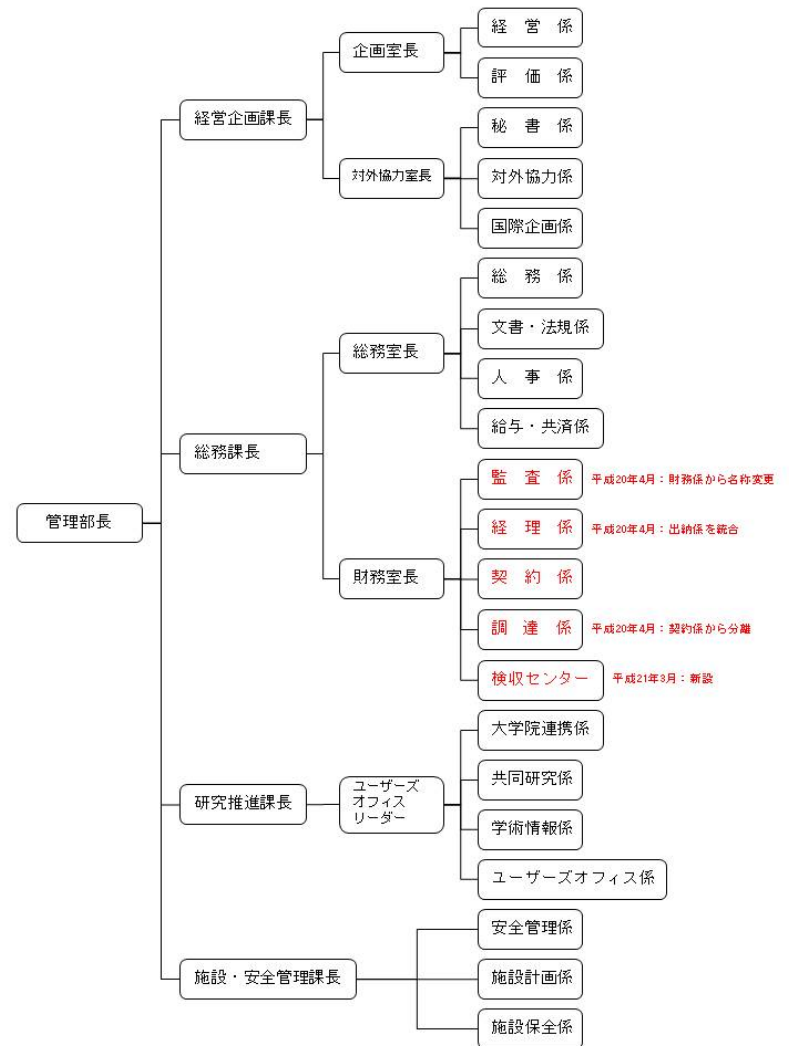 経　営　係
企画室長
評　価　係
経営企画課長
秘　書　係
対外協力室長
対外協力係
国際企画係
総　務　係
文書・法規係
総務室長
人　事　係
給与・共済係
総務課長
監　査　係 平成20年4月：財務係から名称変更
管理部長
経　理　係 平成20年4月：出納係を統合
財務室長
契　約　係
調　達　係 平成20年4月：契約係から分離
検収センター 平成21年3月：新設
大学院連携係
共同研究係
研究推進課長
ユーザーズ
オフィス
リーダー
学術情報係
ユーザーズオフィス係
安全管理係
施設・安全管理課長
施設計画係
施設保全係